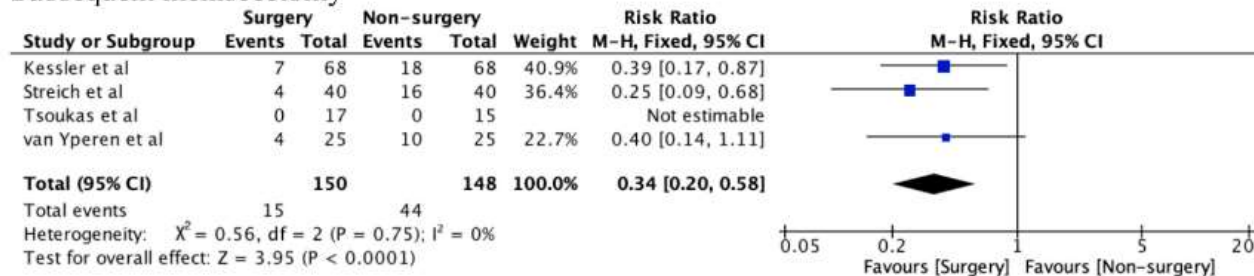 Surgery Non-surgery Risk Ratio Risk Ratio
Study or Subgroup Events Total Events Total Weight M-H, Fixed, 95% CI M-H, Fixed, 95% CI
Kessler et al 7 68 18 68 40.9% 0.39 [0.17, 0.87]
Streich et al 4 40 16 40 36.4% 0.25 [0.09, 0.68]
Tsoukas et al 0 17 0 15 Not estimable
van Yperen et al 4 25 10 25 22.7% 0.40 [0.14, 1.11]
Total (95% CI) 150 148 100.0% 0.34 [0.20, 0.58]
Total events 15 44
Heterogeneity: X² = 0.56, df = 2 (P = 0.75); I² = 0%
Test for overall effect: Z = 3.95 (P < 0.0001)
0.05 0.2 1 5 20
Favours [Surgery] Favours [Non-surgery]